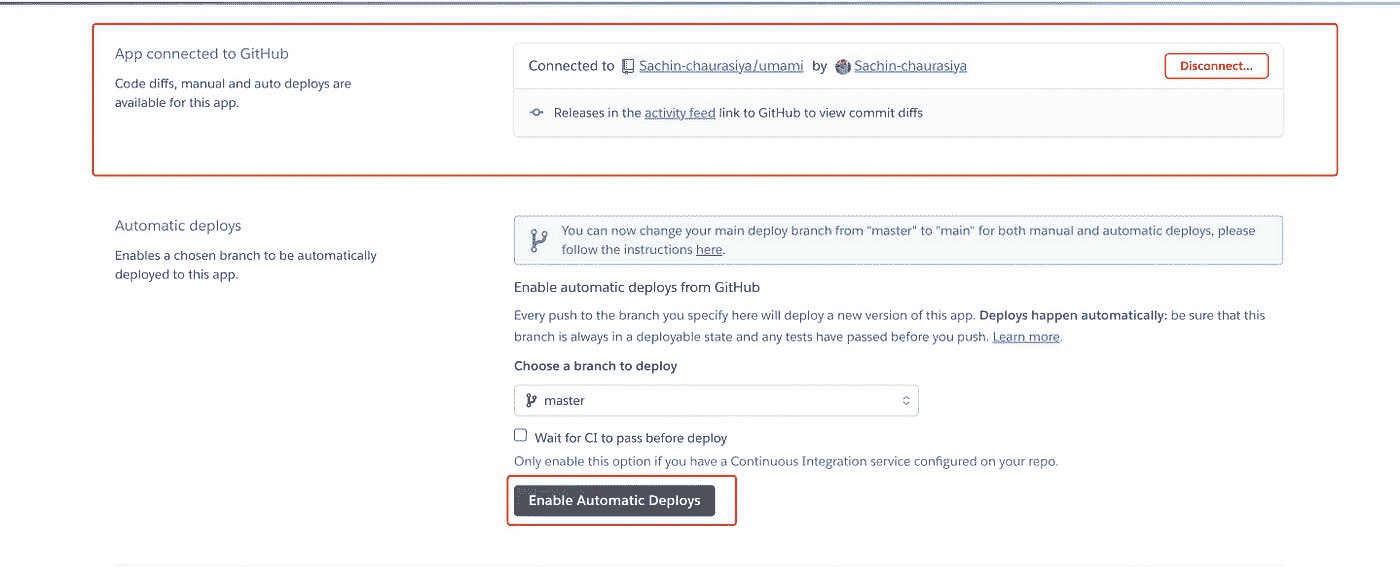 App connected to GitHub
Code diffs, manual and auto deploys are
available for this app.
Connected to Sachin-chaurasiya/umami by Sachin-chaurasiya
Disconnect...
Releases in the activity feed link to GitHub to view commit diffs
Automatic deploys
Enables a chosen branch to be automatically
deployed to this app.
You can now change your main deploy branch from "master" to "main" for both manual and automatic deploys, please
follow the instructions here.
Enable automatic deploys from GitHub
Every push to the branch you specify here will deploy a new version of this app. Deploys happen automatically: be sure that this
branch is always in a deployable state and any tests have passed before you push. Learn more.
Choose a branch to deploy
master
Wait for CI to pass before deploy
Only enable this option if you have a Continuous Integration service configured on your repo.
Enable Automatic Deploys